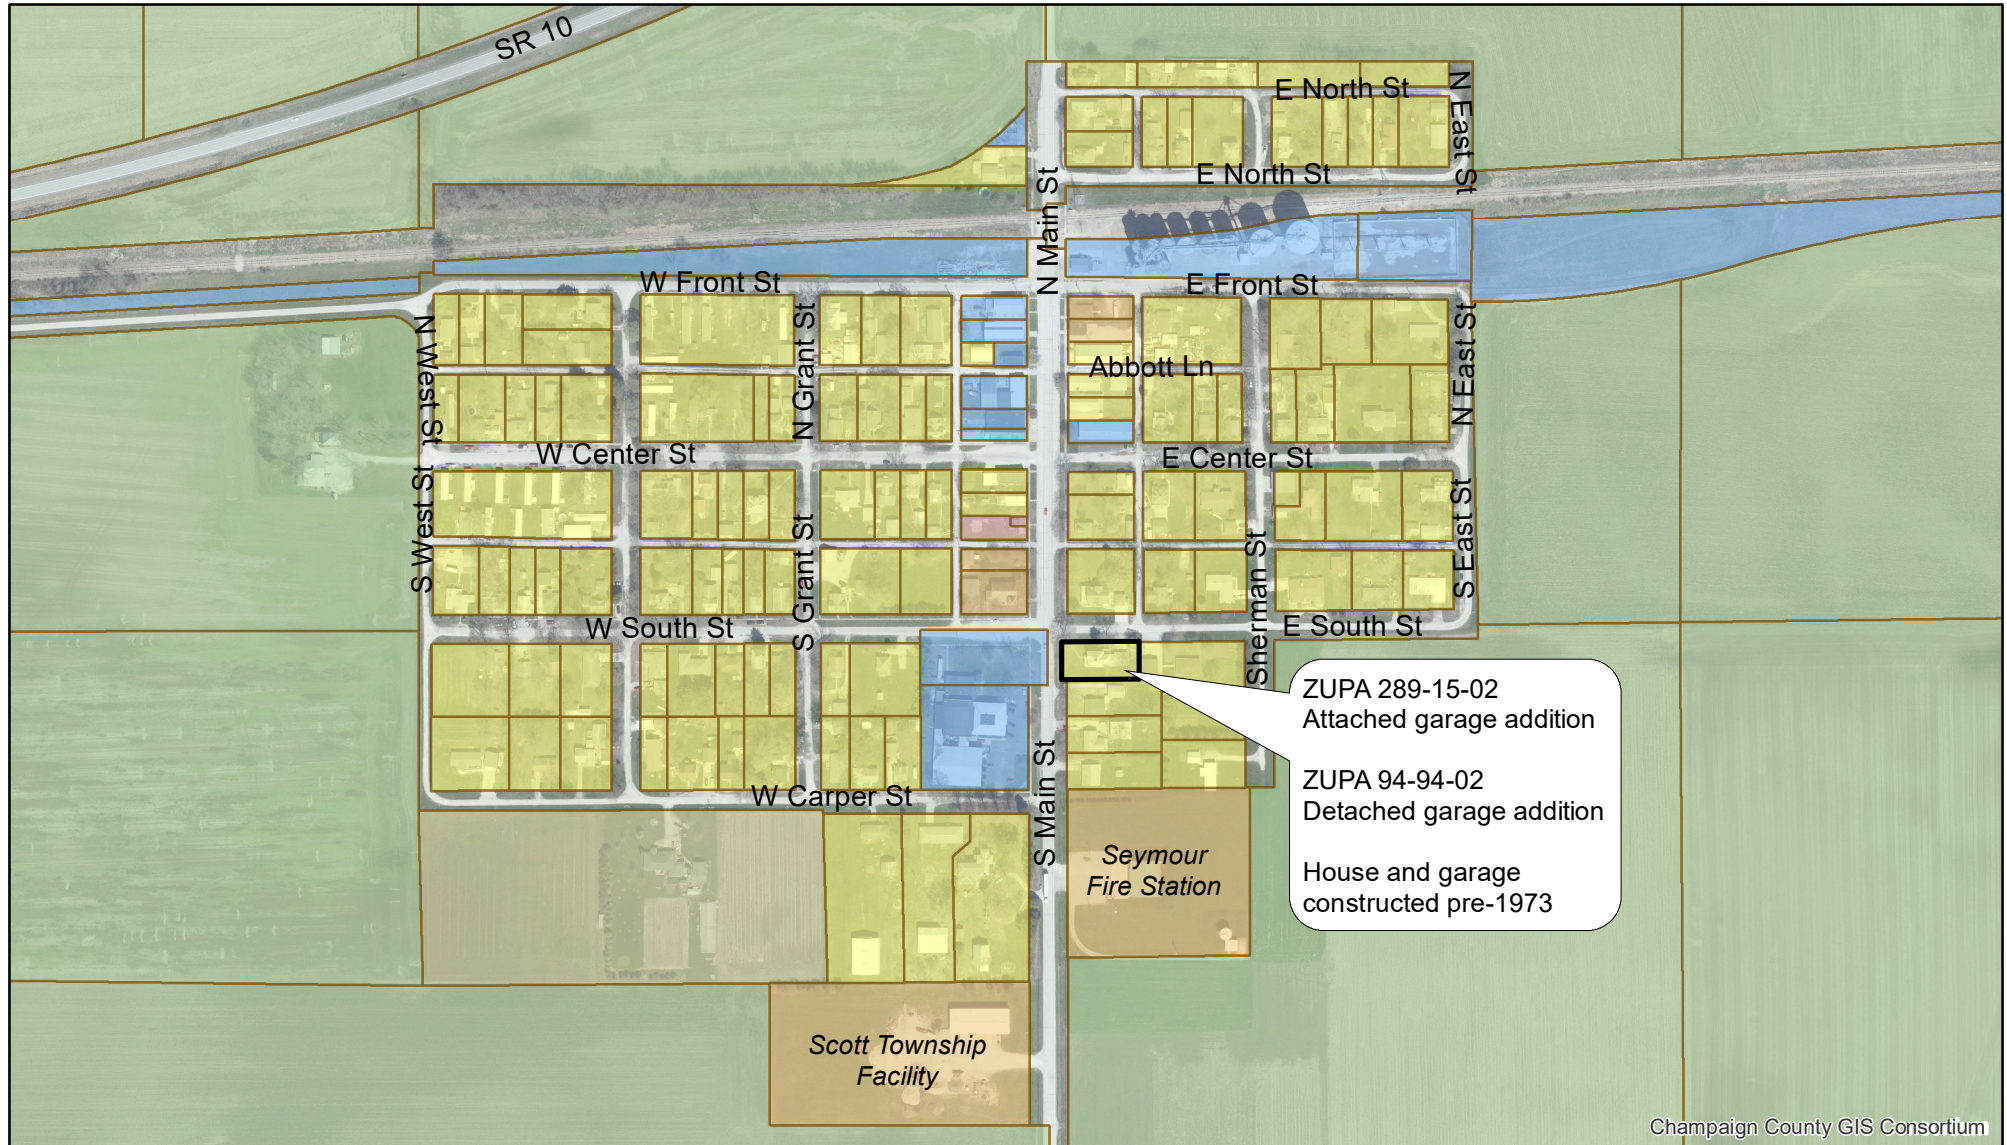 SR 10
E North St
N East St
E North St
N Main St
W Front St
E Front St
N West St
N Grant St
Abbott Ln
N East St
W Center St
E Center St
S West St
S Grant St
Sherman St
S East St
W South St
E South St
ZUPA 289-15-02
Attached garage addition
ZUPA 94-94-02
Detached garage addition
House and garage
constructed pre-1973
W Carper St
S Main St
Seymour
Fire Station
Scott Township
Facility
Champaign County GIS Consortium